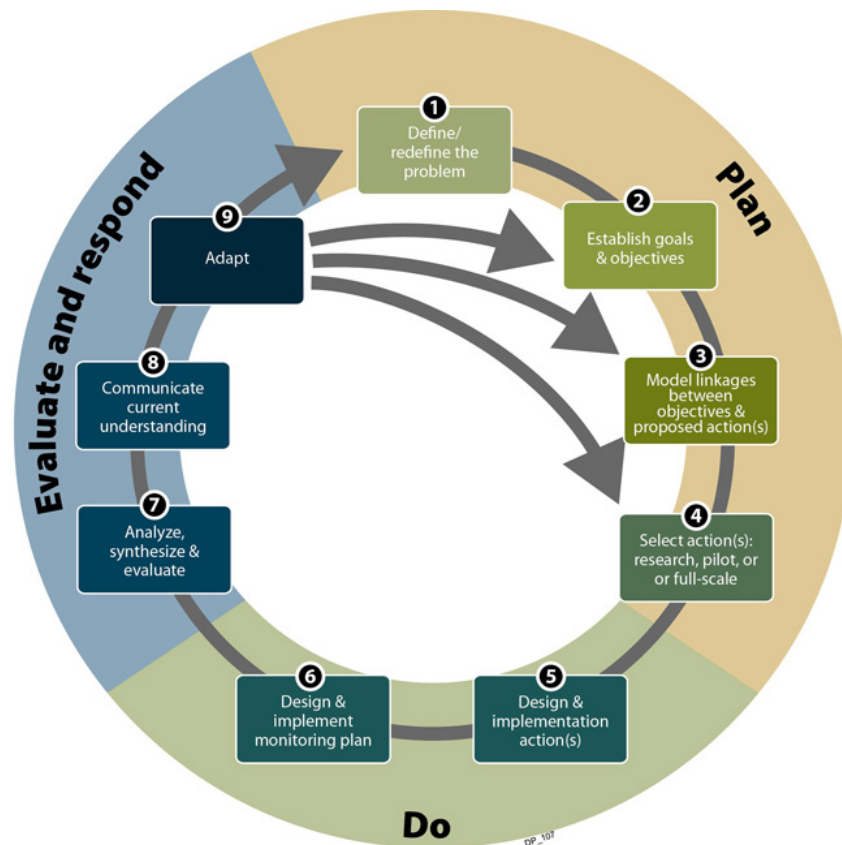 1
Define/
redefine the
problem
2
Establish goals
& objectives
3
Model linkages
between
objectives &
proposed action(s)
4
Select action(s):
research, pilot, or
or full-scale
5
Design &
implementation
action(s)
6
Design &
implement
monitoring plan
7
Analyze,
synthesize &
evaluate
8
Communicate
current
understanding
9
Adapt
Plan
Do
Evaluate and respond
DP_107